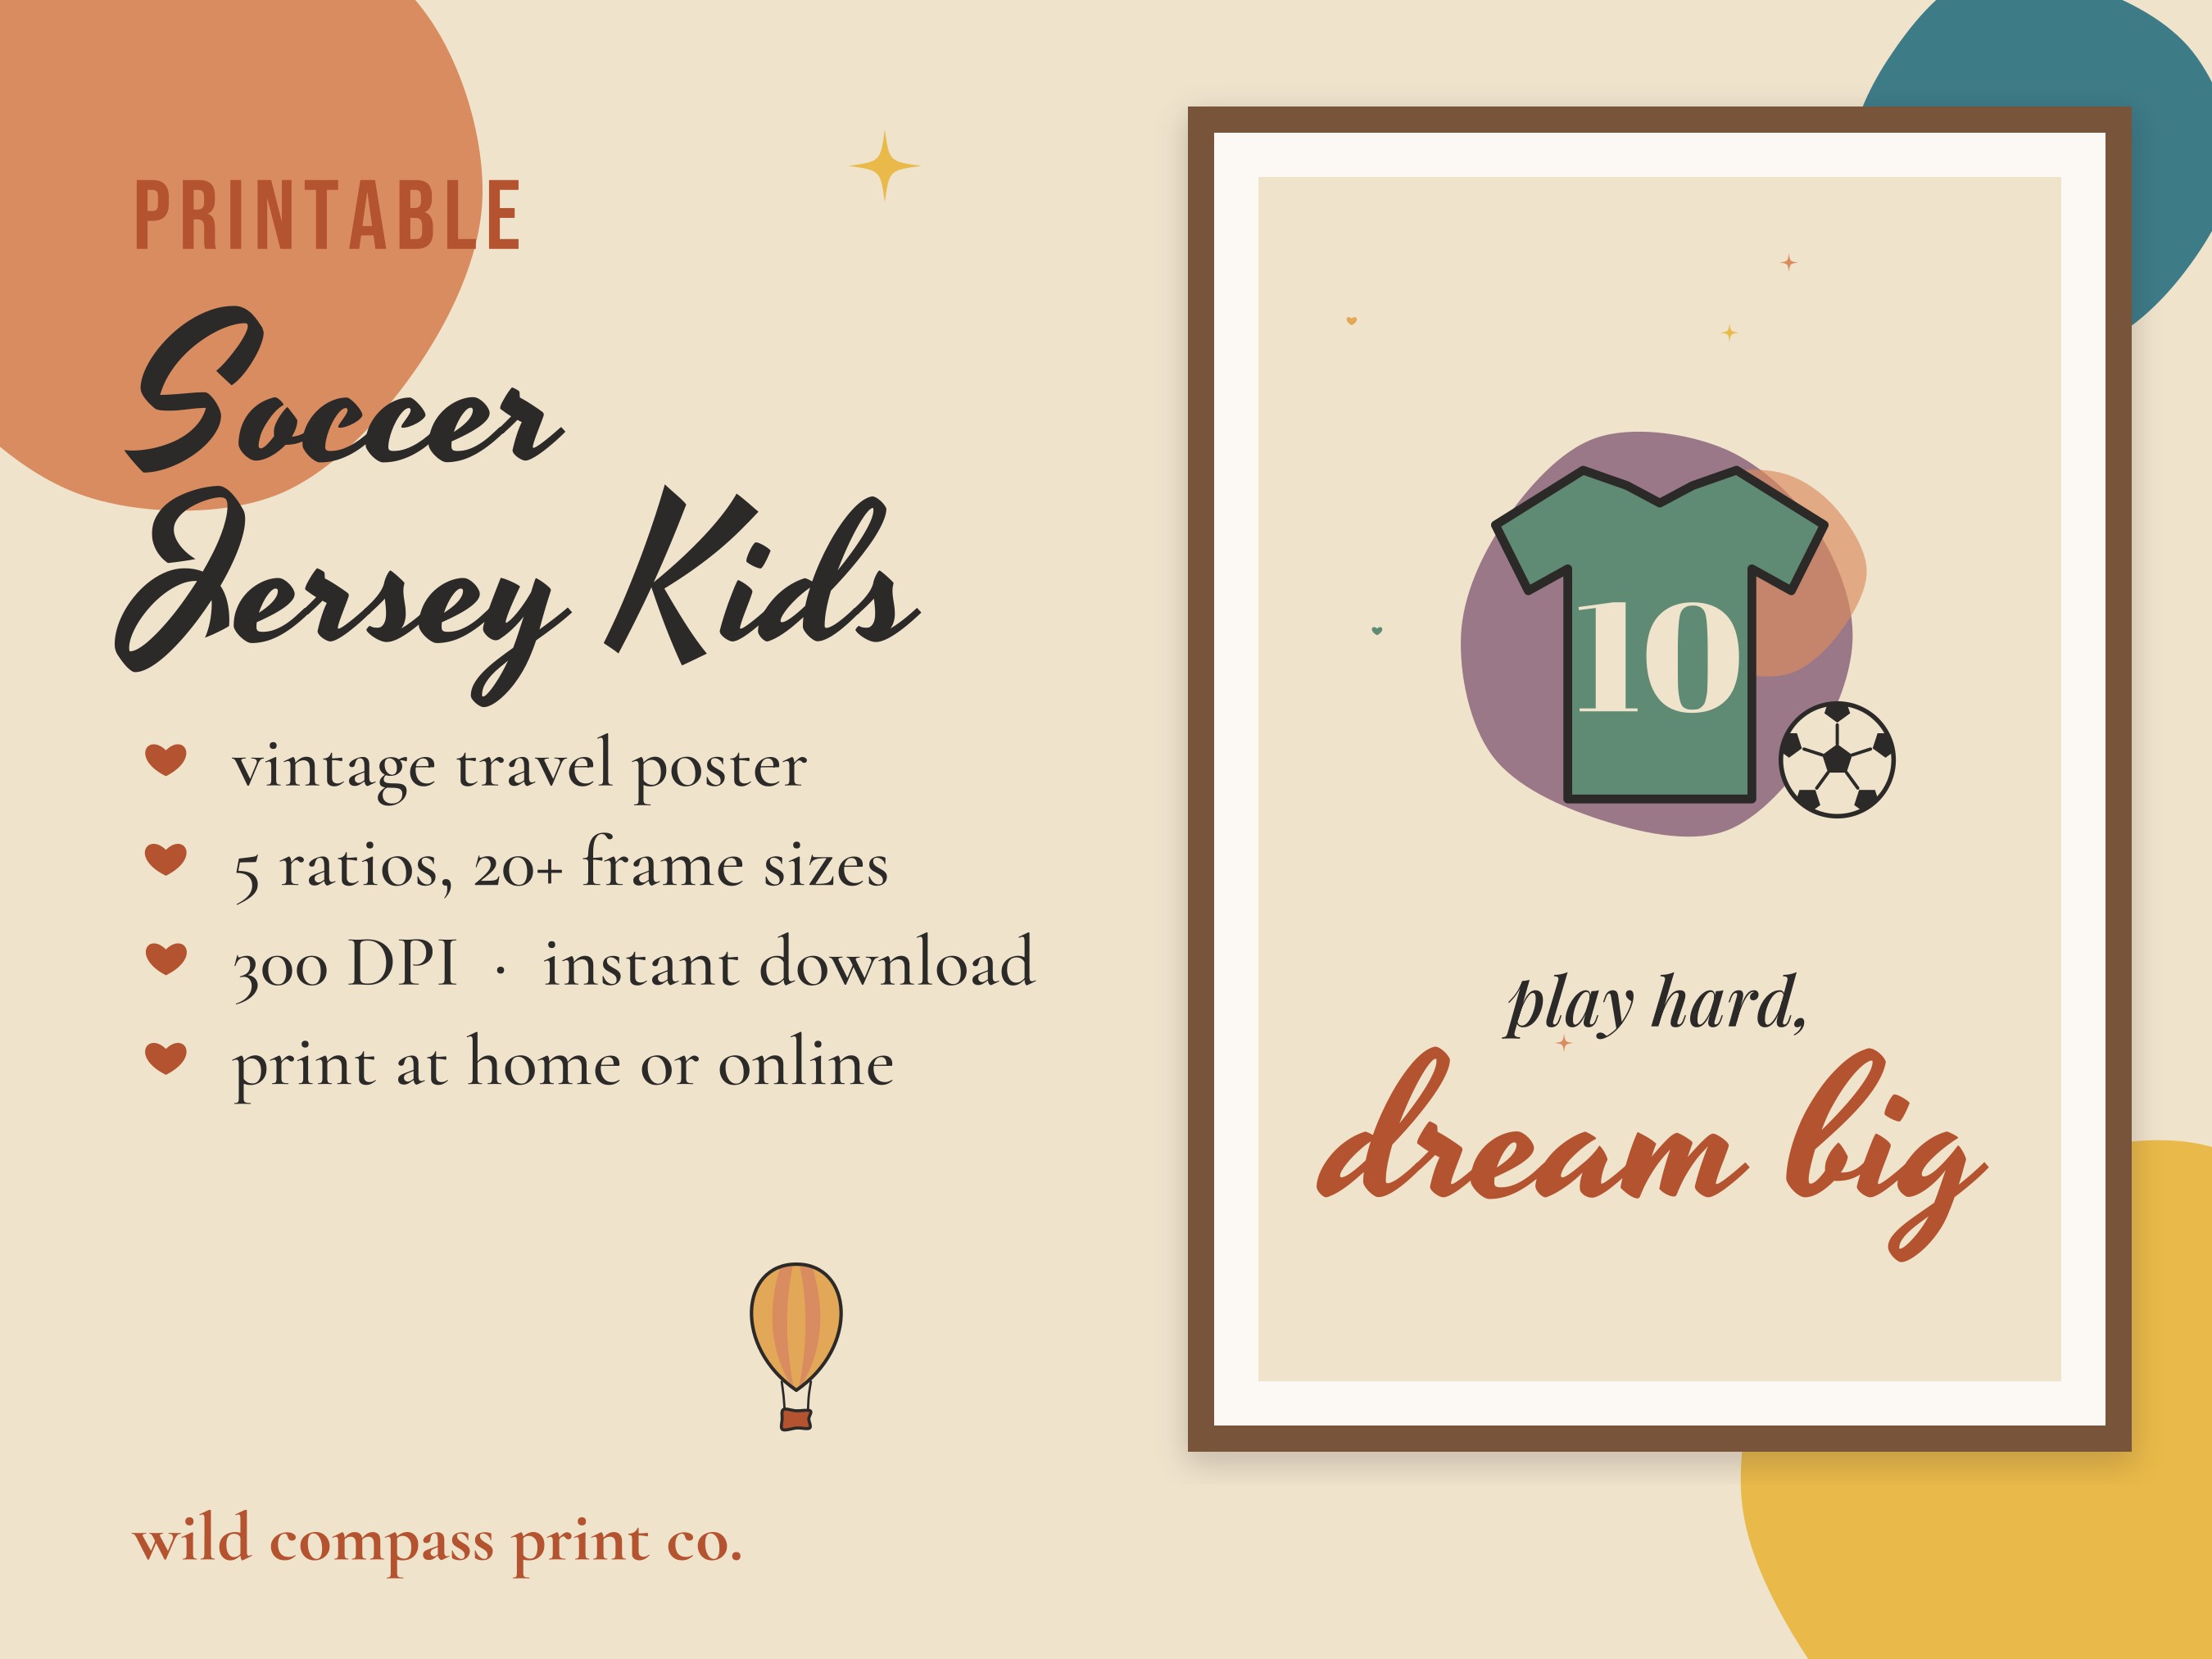 PRINTABLE
Soccer
Jersey Kids
vintage travel poster
5 ratios, 20+ frame sizes
300 DPI · instant download
print at home or online
wild compass print co.
10
play hard,
dream big